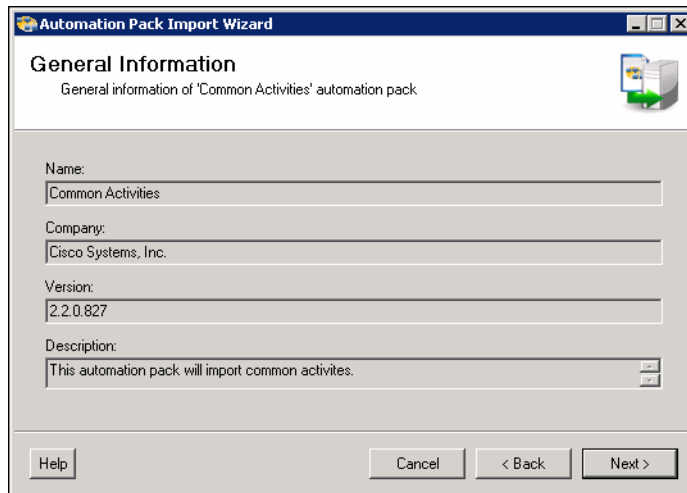 Automation Pack Import Wizard
General Information
General information of 'Common Activities' automation pack
Name:
Common Activities
Company:
Cisco Systems, Inc.
Version:
2.2.0.827
Description:
This automation pack will import common activites.
Help
Cancel
< Back
Next >